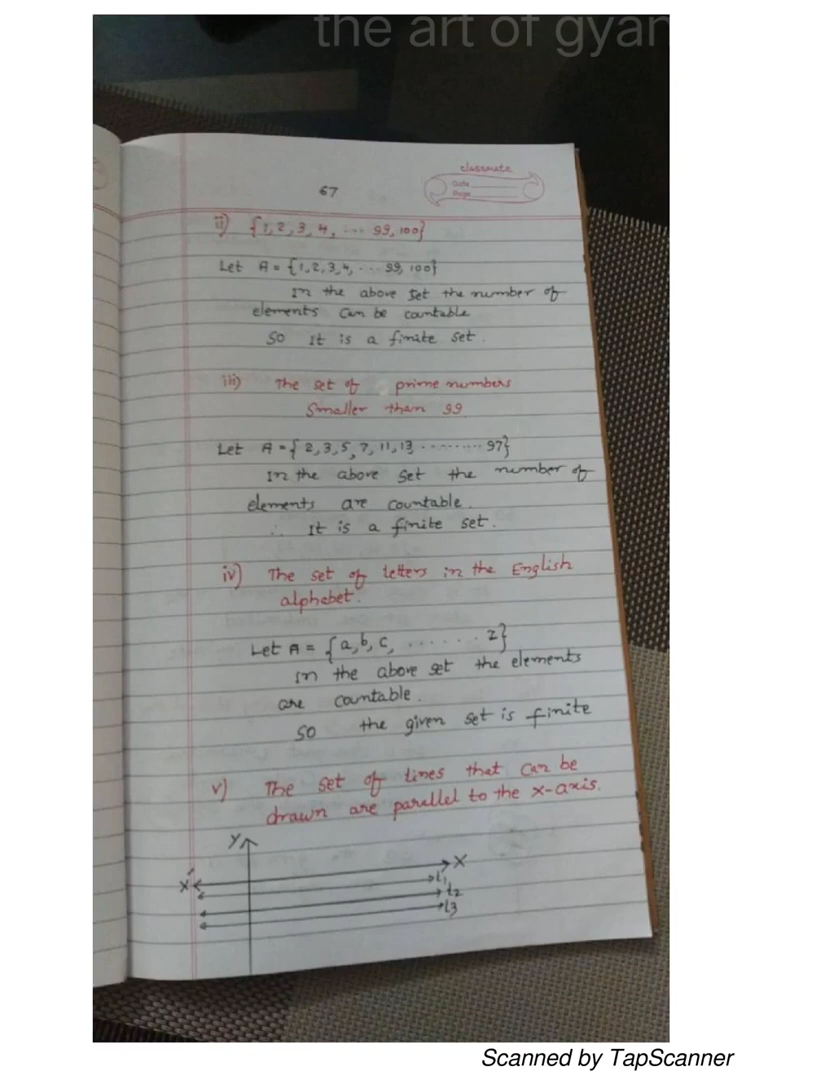 the art of gyan
classmate
Date
Page
67
ii) {1, 2, 3, 4, ... 99, 100}
Let A = {1, 2, 3, 4, ... 99, 100}
In the above set the number of
elements can be countable
So It is a finite set.
iii) The set of prime numbers
Smaller than 99
Let A = { 2, 3, 5, 7, 11, 13 ......... 97}
In the above set the number of
elements are countable.
∴ It is a finite set.
iv) The set of letters in the English
alphabet.
Let A = {a, b, c, ....... z}
In the above set the elements
are countable.
SO the given set is finite
v) The set of lines that can be
drawn are parellel to the x-axis.
Y
X' X
l1
l2
l3
Scanned by TapScanner